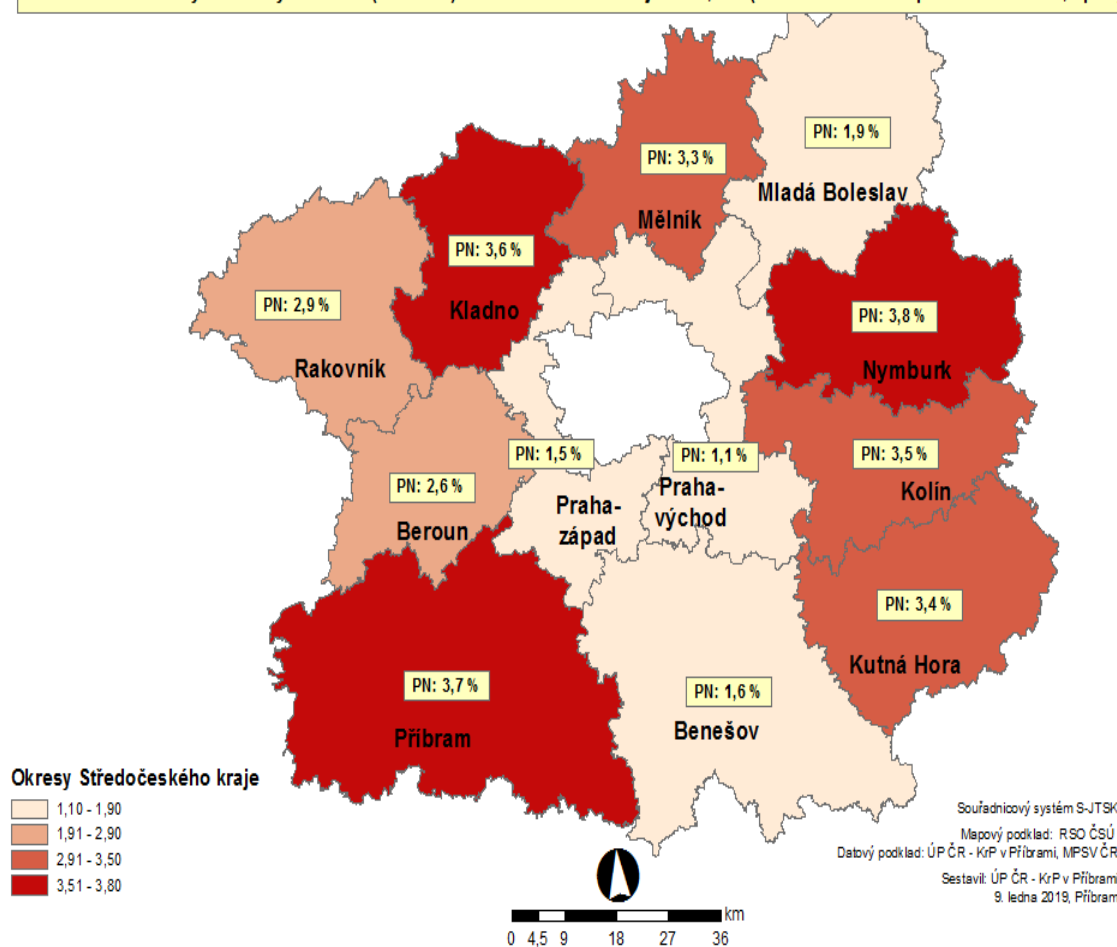 PN: 1,9 %
Mladá Boleslav
PN: 3,3 %
Mělník
PN: 3,6 %
Kladno
PN: 2,9 %
Rakovník
PN: 3,8 %
Nymburk
PN: 1,5 %
Praha-
západ
PN: 1,1 %
Praha-
východ
PN: 3,5 %
Kolín
PN: 2,6 %
Beroun
PN: 3,4 %
Kutná Hora
PN: 3,7 %
Příbram
PN: 1,6 %
Benešov
Okresy Středočeského kraje
1,10 - 1,90
1,91 - 2,90
2,91 - 3,50
3,51 - 3,80
Souřadnicový systém S-JTSK
Mapový podklad: RSO ČSÚ
Datový podklad: ÚP ČR - KrP v Příbrami, MPSV ČR
Sestavil: ÚP ČR - KrP v Příbrami
9. ledna 2019, Příbram
km
0 4,5 9 18 27 36